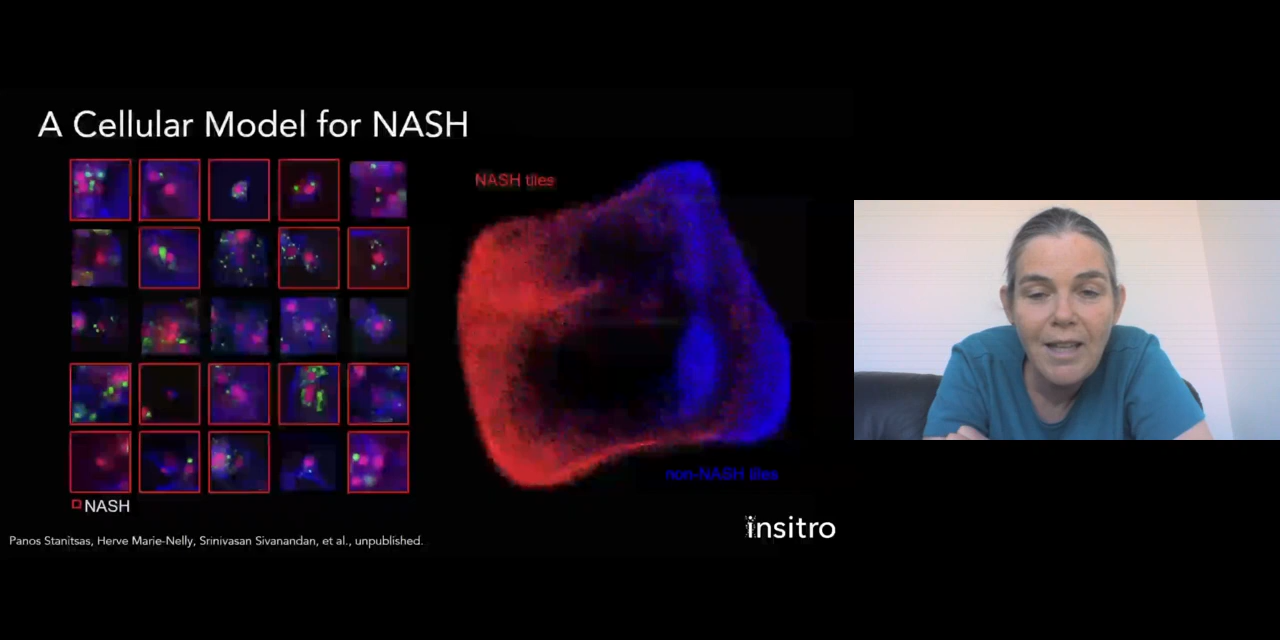 A Cellular Model for NASH
NASH tiles
non-NASH tiles
NASH
insitro
Panos Stanitsas, Herve Marie-Nelly, Srinivasan Sivanandan, et al., unpublished.